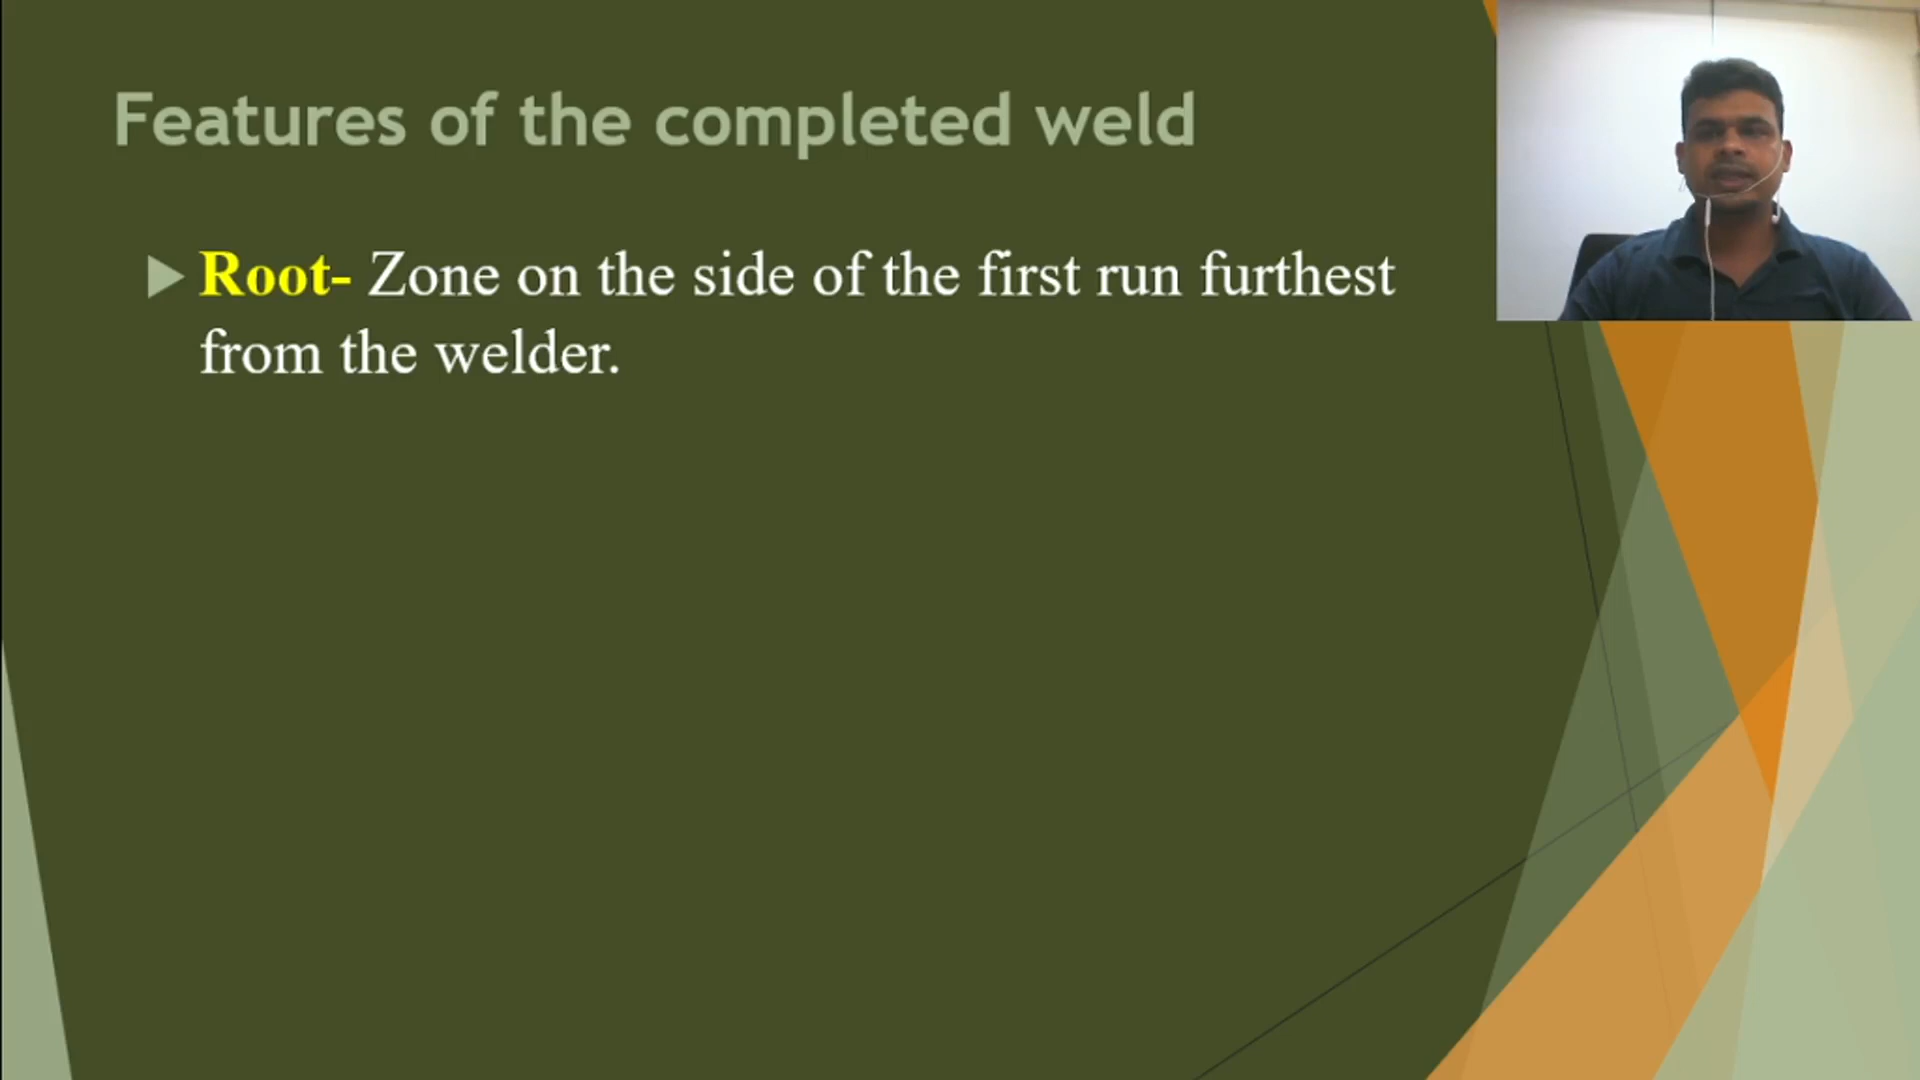 Features of the completed weld
Root- Zone on the side of the first run furthest
from the welder.